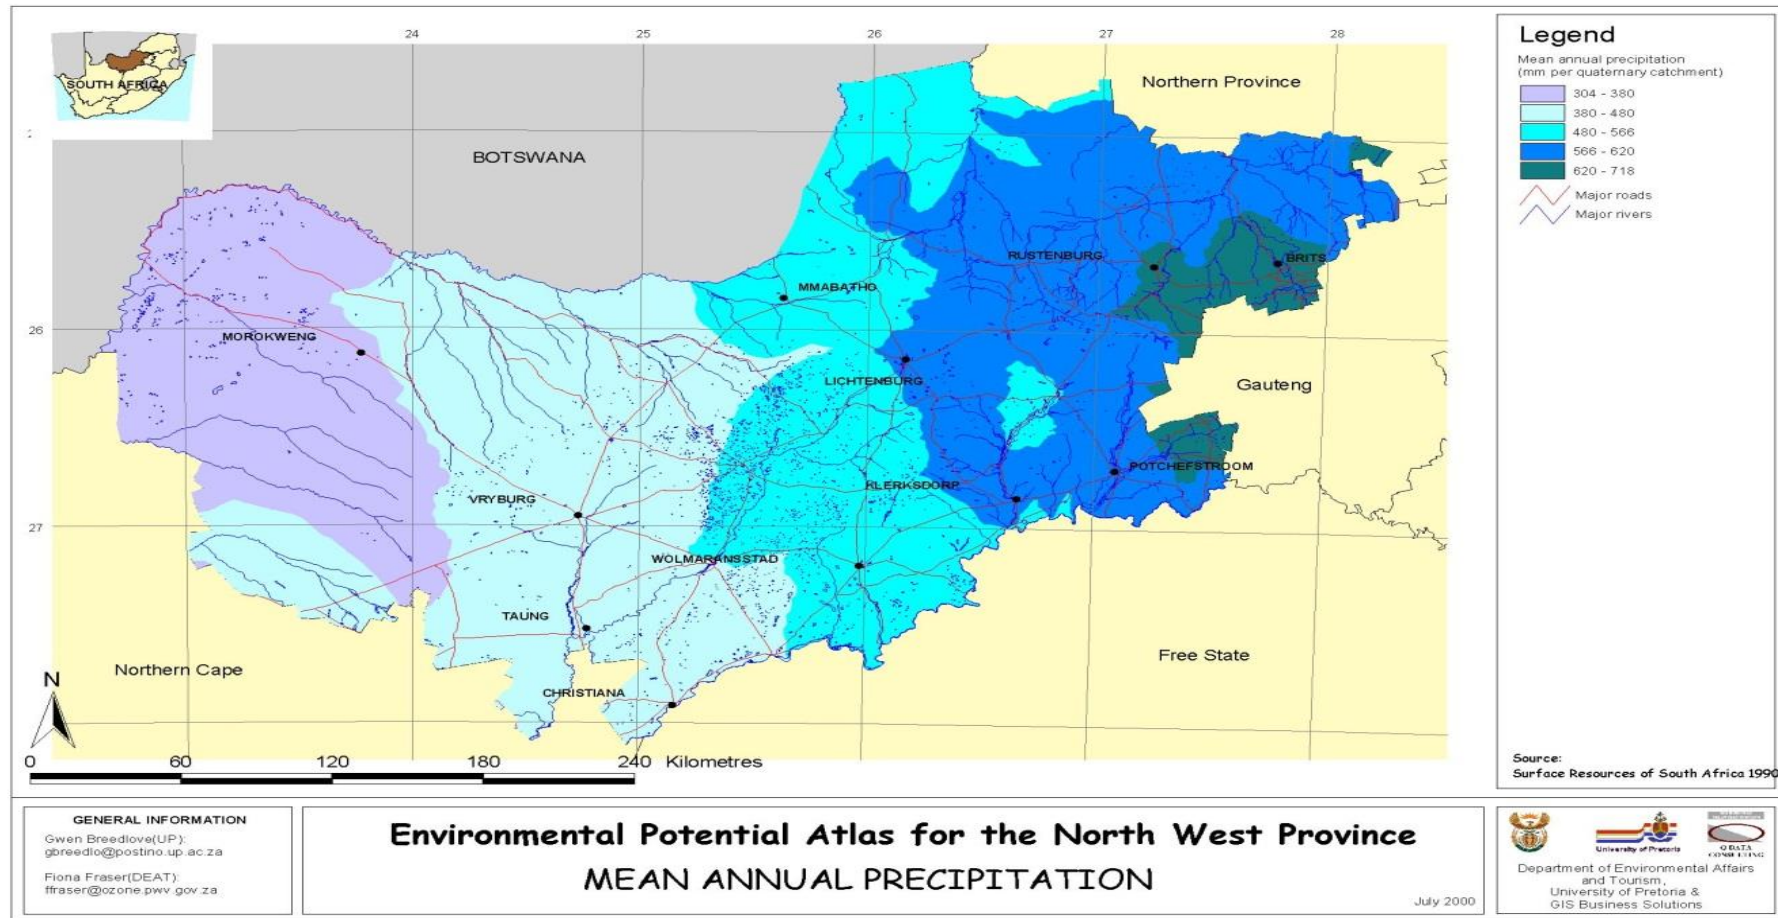 24
25
26
27
28
SOUTH AFRICA
BOTSWANA
Northern Province
RUSTENBURG
BRITS
MMABATHO
26
MOROKWENG
LICHTENBURG
Gauteng
POTCHEFSTROOM
KLERKSDORP
VRYBURG
27
WOLMARANSSTAD
TAUNG
Free State
Northern Cape
CHRISTIANA
N
0
60
120
180
240 Kilometres
Legend
Mean annual precipitation
(mm per quaternary catchment)
304 - 380
380 - 480
480 - 566
566 - 620
620 - 718
Major roads
Major rivers
Source:
Surface Resources of South Africa 1990
GENERAL INFORMATION
Gwen Breedlove(UP):
gbreedlo@postino.up.ac.za
Fiona Fraser(DEAT):
ffraser@ozone.pwv.gov.za
Environmental Potential Atlas for the North West Province
MEAN ANNUAL PRECIPITATION
July 2000
University of Pretoria
Q DATA
CONSULTING
Department of Environmental Affairs
and Tourism,
University of Pretoria &
GIS Business Solutions